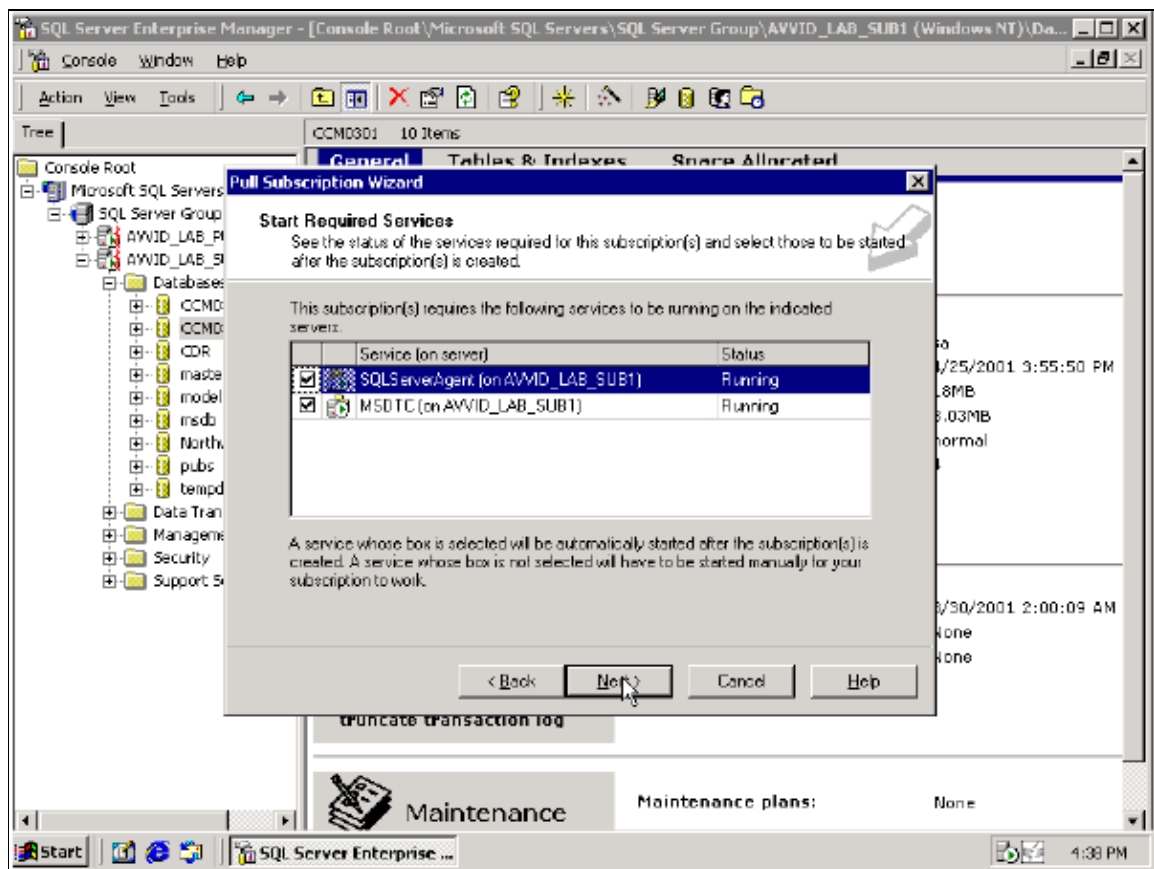 SQL Server Enterprise Manager - [Console Root\Microsoft SQL Servers\SQL Server Group\AVVID_LAB_SUB1 (Windows NT)\Da...
Console Window Help
Action View Tools
Tree
CCM0301 10 Items
General Tables & Indexes Space Allocated
Console Root
Microsoft SQL Servers
SQL Server Group
AVVID_LAB_P
AVVID_LAB_S
Databases
CCM0
CCM0
CDR
maste
model
msdb
North
pubs
tempd
Data Tran
Manageme
Security
Support S
Pull Subscription Wizard
Start Required Services
See the status of the services required for this subscription(s) and select those to be started
after the subscription(s) is created.
This subscription(s) requires the following services to be running on the indicated
servers.
Service (on server) Status
SQLServerAgent (on AVVID_LAB_SUB1) Running
MSDTC (on AVVID_LAB_SUB1) Running
A service whose box is selected will be automatically started after the subscription(s) is
created. A service whose box is not selected will have to be started manually for your
subscription to work.
< Back Next > Cancel Help
sa
/25/2001 3:55:50 PM
.8MB
.03MB
normal
/30/2001 2:00:09 AM
None
None
truncate transaction log
Maintenance
Maintenance plans: None
Start
SQL Server Enterprise ...
4:38 PM